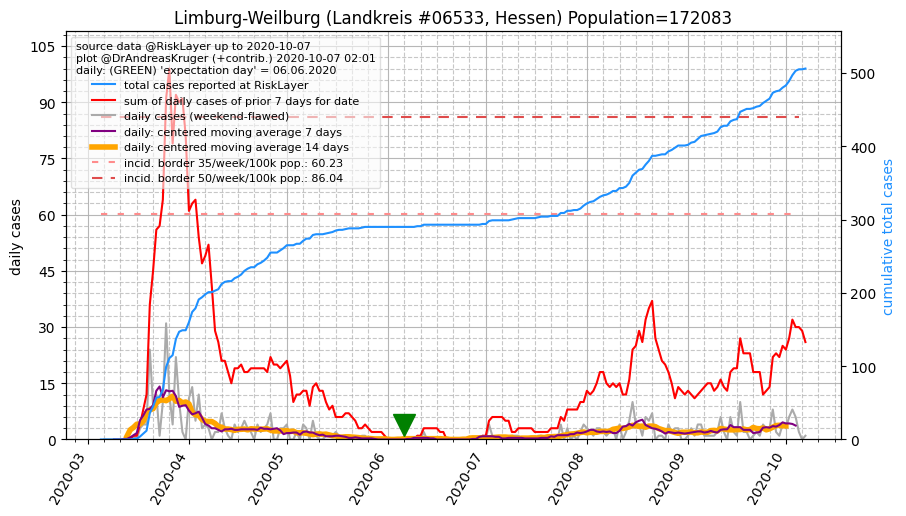 Limburg-Weilburg (Landkreis #06533, Hessen) Population=172083
source data @RiskLayer up to 2020-10-07
plot @DrAndreasKruger (+contrib.) 2020-10-07 02:01
daily: (GREEN) 'expectation day' = 06.06.2020
total cases reported at RiskLayer
sum of daily cases of prior 7 days for date
daily cases (weekend-flawed)
daily: centered moving average 7 days
daily: centered moving average 14 days
incid. border 35/week/100k pop.: 60.23
incid. border 50/week/100k pop.: 86.04
daily cases
105
90
75
60
45
30
15
0
cumulative total cases
500
400
300
200
100
0
2020-03
2020-04
2020-05
2020-06
2020-07
2020-08
2020-09
2020-10